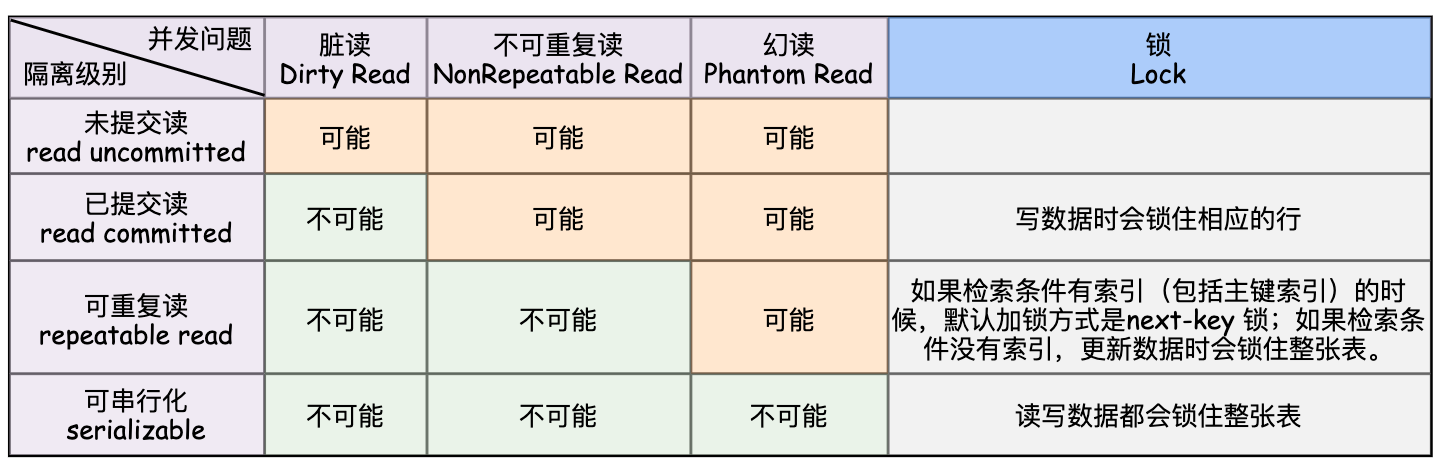 并发问题
隔离级别
脏读
Dirty Read
不可重复读
NonRepeatable Read
幻读
Phantom Read
锁
Lock
未提交读
read uncommitted
可能
可能
可能
已提交读
read committed
不可能
可能
可能
写数据时会锁住相应的行
可重复读
repeatable read
不可能
不可能
可能
如果检索条件有索引（包括主键索引）的时
候，默认加锁方式是next-key 锁；如果检索条
件没有索引，更新数据时会锁住整张表。
可串行化
serializable
不可能
不可能
不可能
读写数据都会锁住整张表